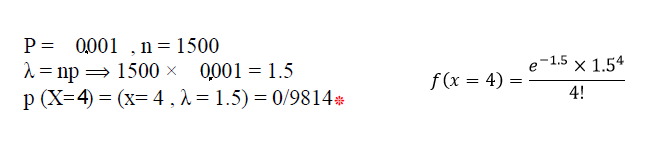 P = 0.001 , n = 1500
λ = np ⟹ 1500 × 0.001 = 1.5
p (X=4) = (x= 4 , λ = 1.5) = 0/9814*
f(x = 4) = \frac{e^{-1.5} × 1.5^4}{4!}